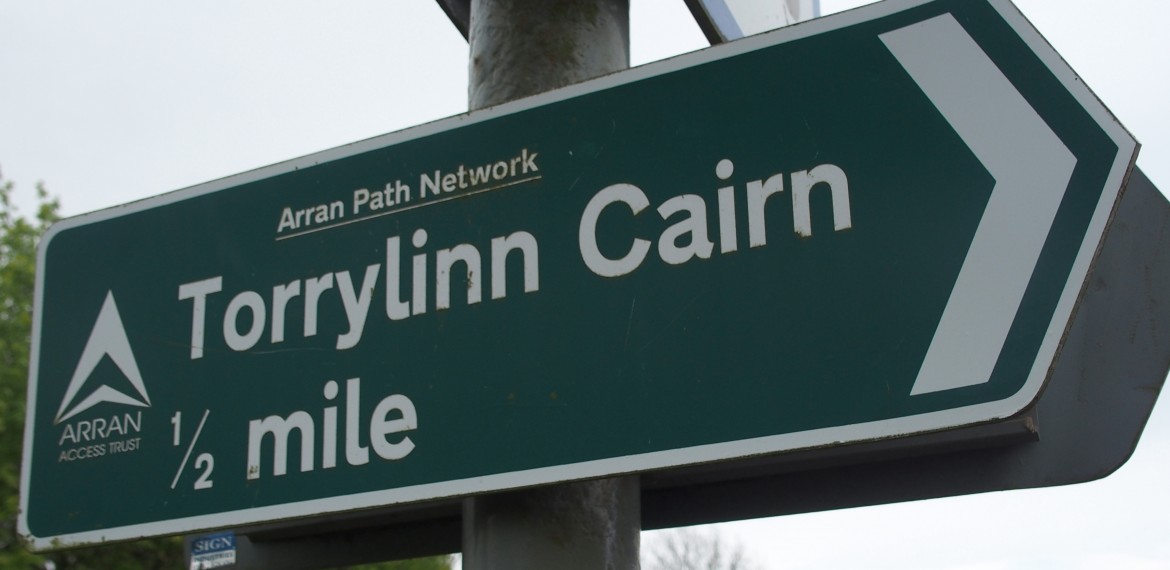 Arran Path Network
Torrylinn Cairn
1/2 mile
ARRAN
ACCESS TRUST
SIGN